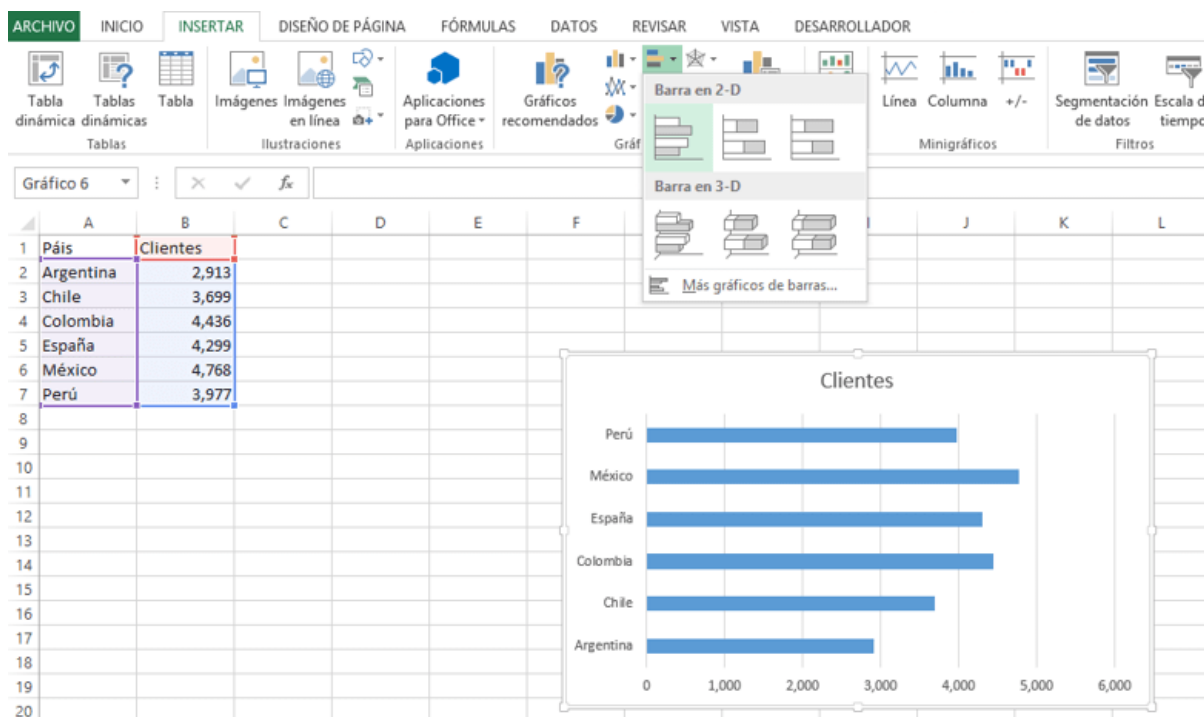 ARCHIVO INICIO INSERTAR DISEÑO DE PÁGINA FÓRMULAS DATOS REVISAR VISTA DESARROLLADOR
Tabla dinámica
Tablas dinámicas
Tabla
Imágenes
Imágenes en línea
Aplicaciones para Office
Gráficos recomendados
Línea
Columna
+/-
Segmentación de datos
Escala d
tiempo
Tablas
Ilustraciones
Aplicaciones
Gráf
Minigráficos
Filtros
Barra en 2-D
Barra en 3-D
Más gráficos de barras...
Gráfico 6
fx
A B C D E F I J K L
1 Páis Clientes
2 Argentina 2,913
3 Chile 3,699
4 Colombia 4,436
5 España 4,299
6 México 4,768
7 Perú 3,977
8
9
10
11
12
13
14
15
16
17
18
19
20
Clientes
Perú
México
España
Colombia
Chile
Argentina
0 1,000 2,000 3,000 4,000 5,000 6,000